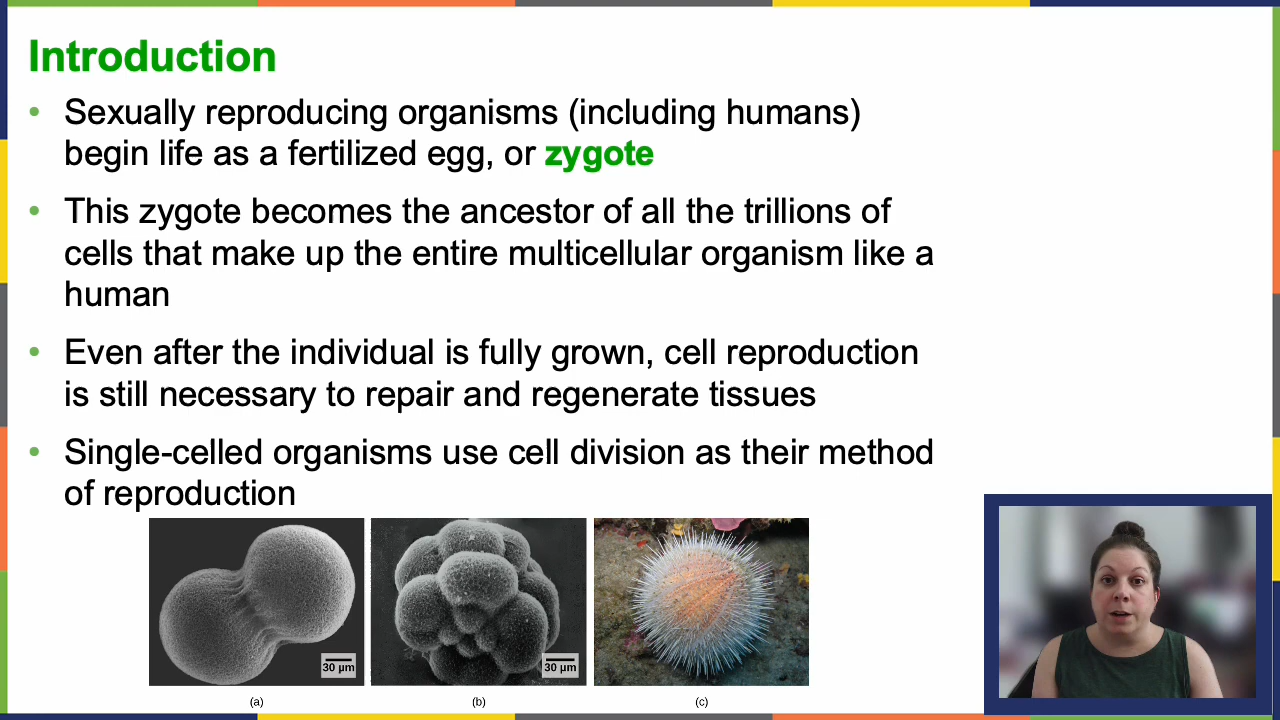 Introduction
• Sexually reproducing organisms (including humans)
begin life as a fertilized egg, or zygote
• This zygote becomes the ancestor of all the trillions of
cells that make up the entire multicellular organism like a
human
• Even after the individual is fully grown, cell reproduction
is still necessary to repair and regenerate tissues
• Single-celled organisms use cell division as their method
of reproduction
30 µm
30 µm
(a)
(b)
(c)